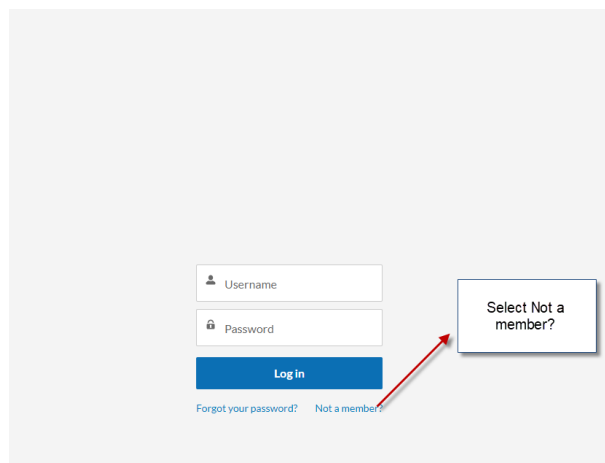 Username
Password
Log in
Forgot your password? Not a member?
Select Not a
member?